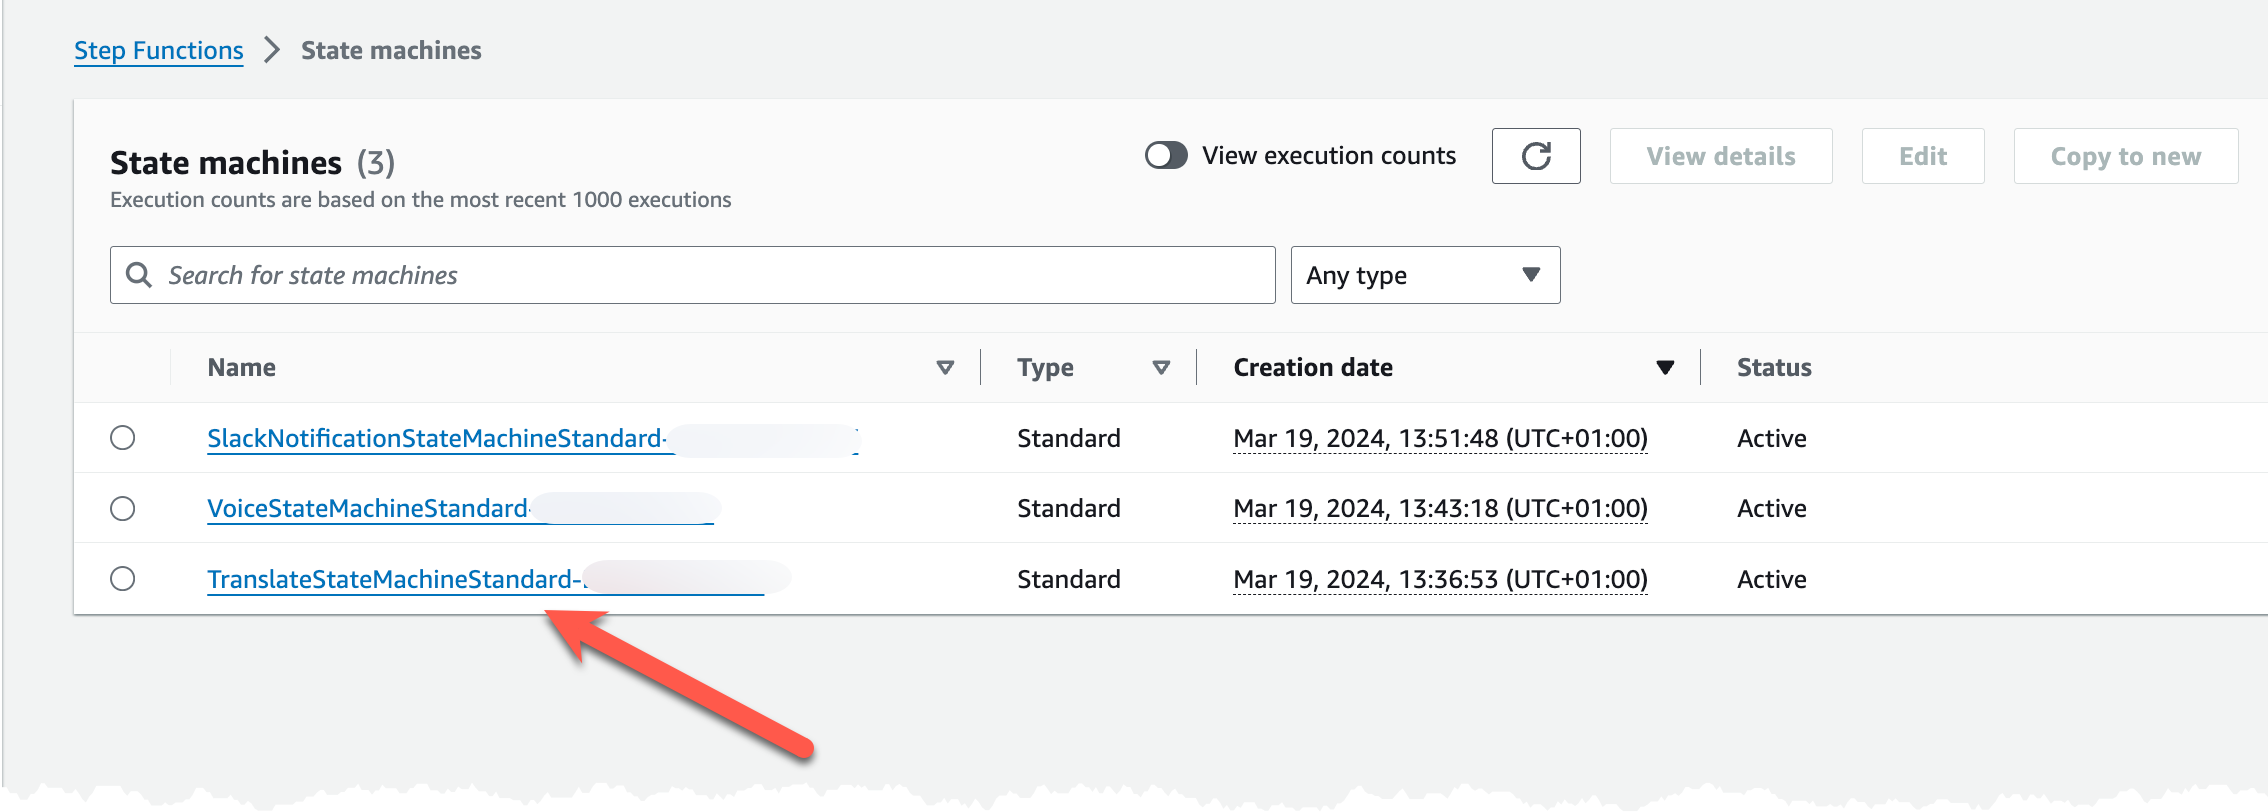 Step Functions > State machines
State machines (3)
Execution counts are based on the most recent 1000 executions
View execution counts
View details
Edit
Copy to new
Search for state machines
Any type
Name Type Creation date Status
SlackNotificationStateMachineStandard- Standard Mar 19, 2024, 13:51:48 (UTC+01:00) Active
VoiceStateMachineStandard- Standard Mar 19, 2024, 13:43:18 (UTC+01:00) Active
TranslateStateMachineStandard- Standard Mar 19, 2024, 13:36:53 (UTC+01:00) Active